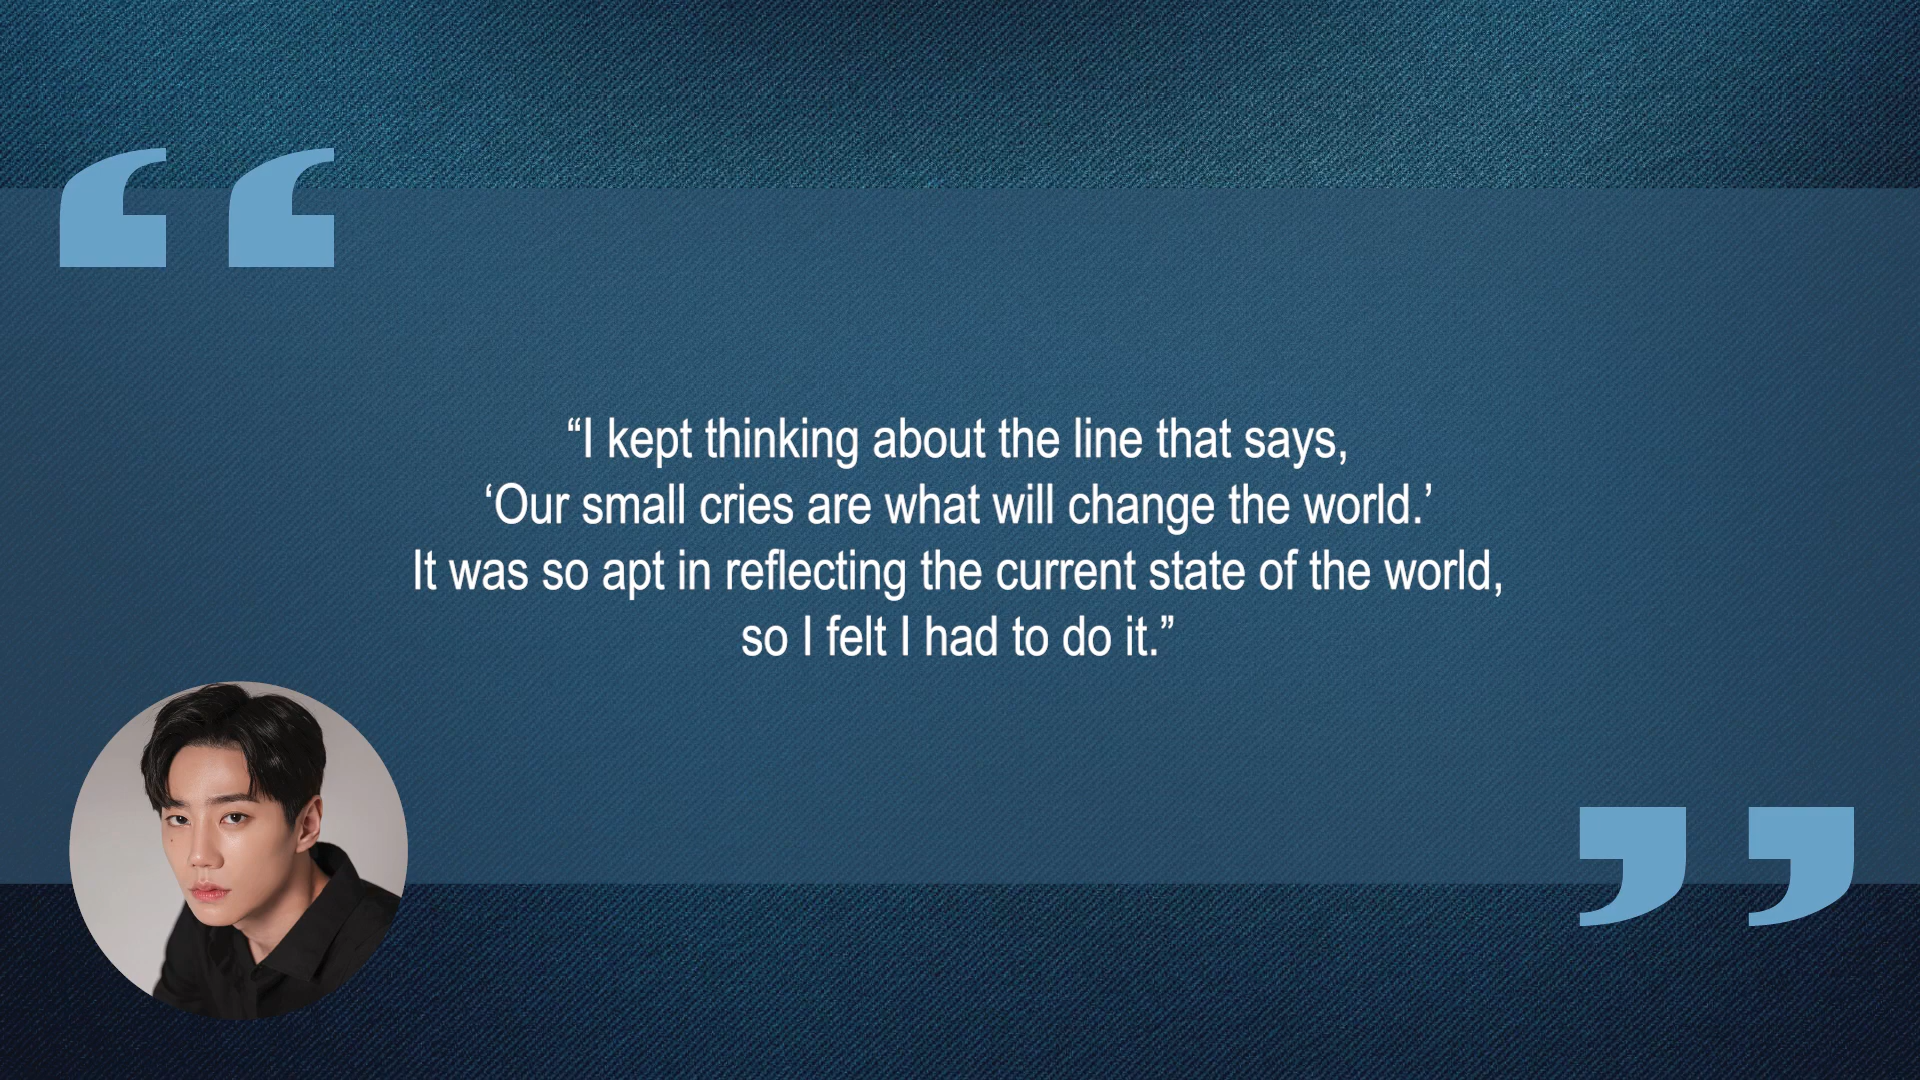 “I kept thinking about the line that says,
‘Our small cries are what will change the world.’
It was so apt in reflecting the current state of the world,
so I felt I had to do it.”